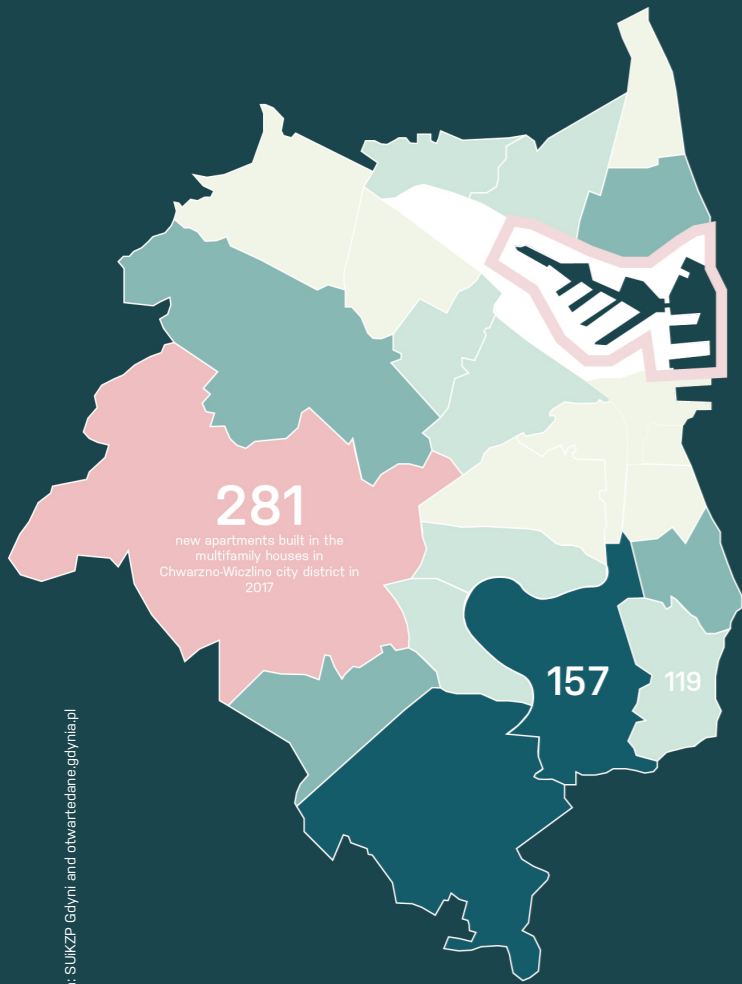 281
new apartments built in the
multifamily houses in
Chwarzno-Wiczlino city district in
2017
157
119
: SUiKZP Gdyni and otwartedane.gdynia.pl